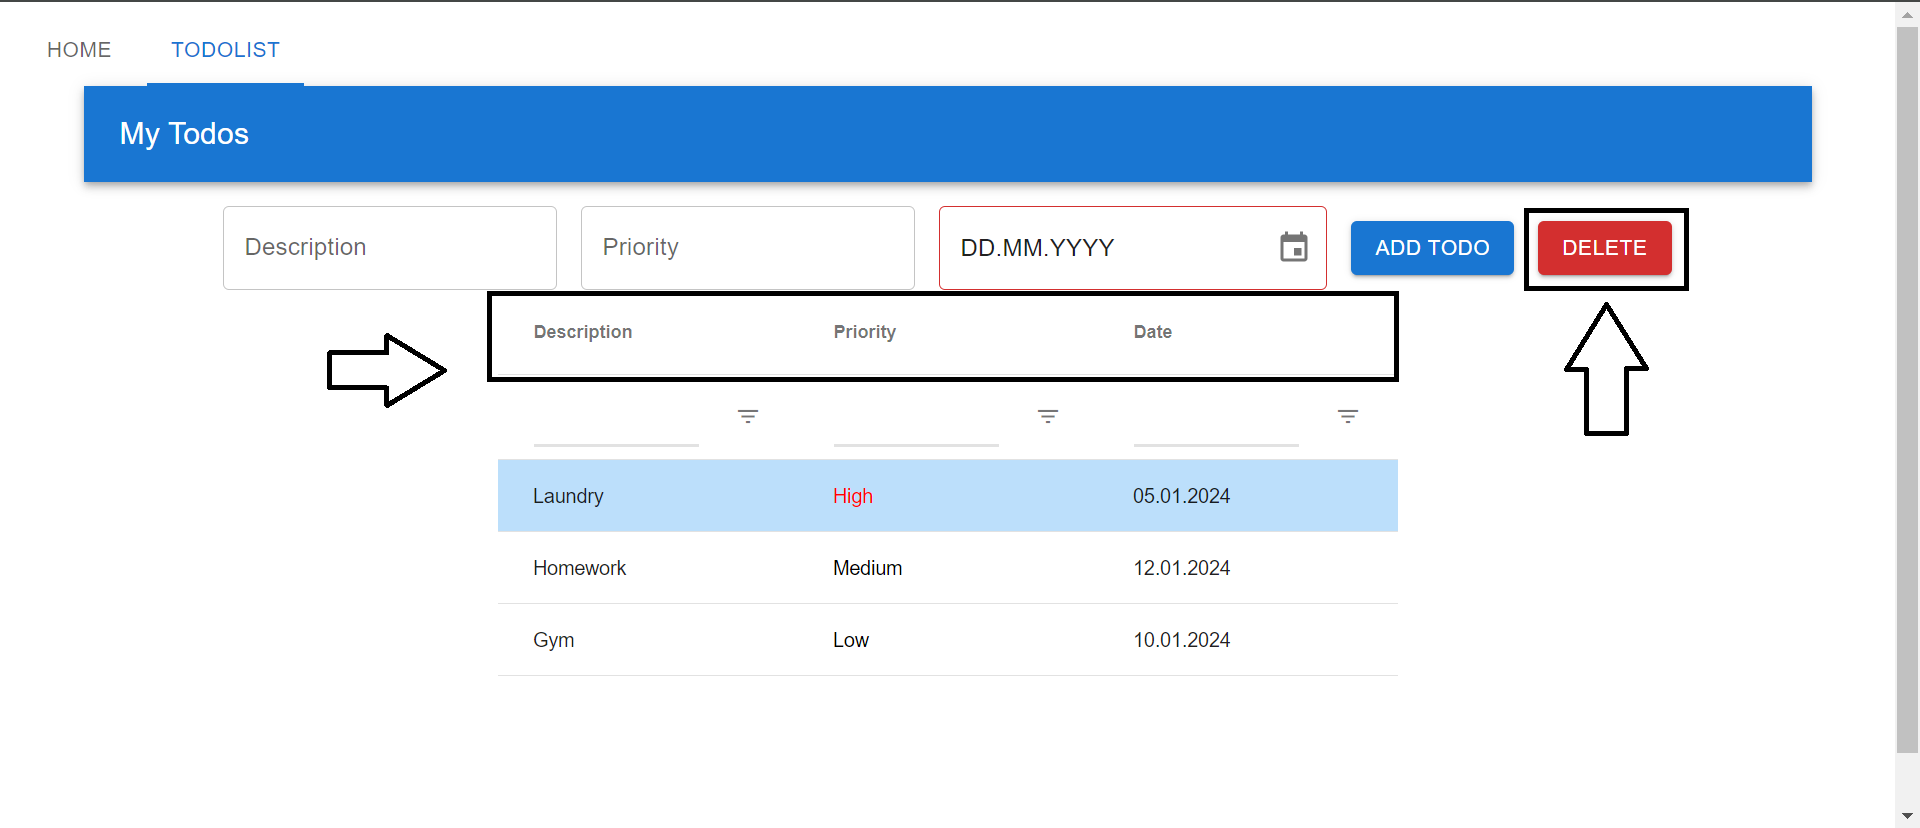 HOME TODOLIST
My Todos
Description Priority DD.MM.YYYY ADD TODO DELETE
Description Priority Date
Laundry High 05.01.2024
Homework Medium 12.01.2024
Gym Low 10.01.2024